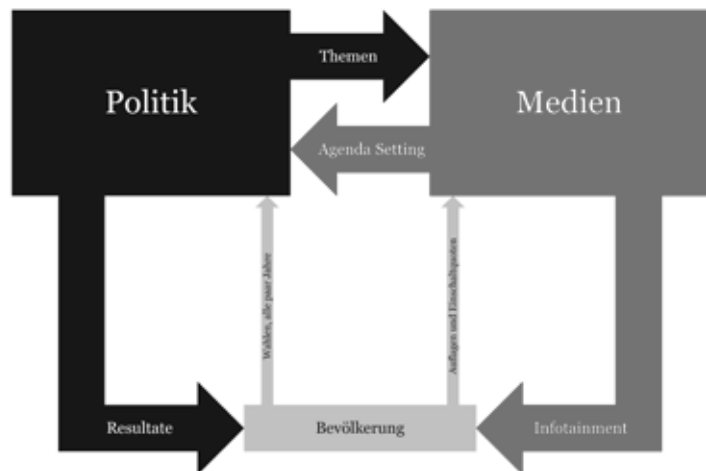 Themen
Politik
Medien
Agenda Setting
Wahlen, alle paar Jahre
Auflagen und Einschaltquoten
Resultate
Bevölkerung
Infotainment